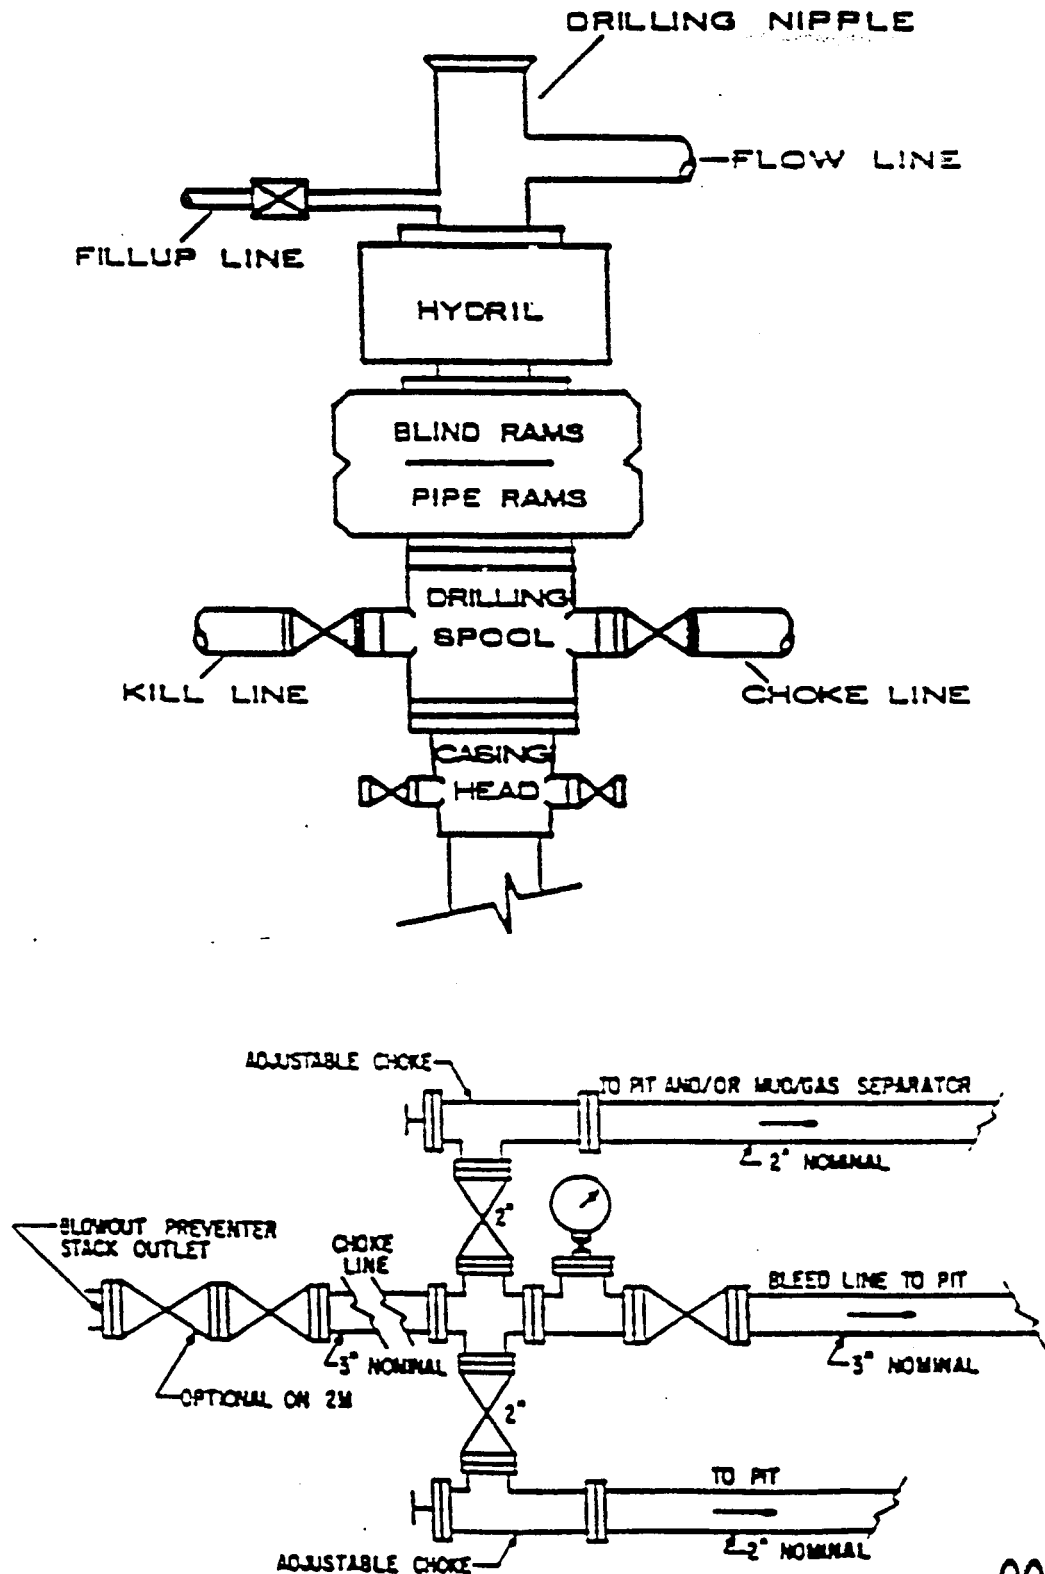 DRILLING NIPPLE
FLOW LINE
FILLUP LINE
HYDRIL
BLIND RAMS
PIPE RAMS
DRILLING
SPOOL
KILL LINE
CHOKE LINE
CASING
HEAD
ADJUSTABLE CHOKE
TO PIT AND/OR MUD/GAS SEPARATOR
2" NOMINAL
2"
BLOWOUT PREVENTER
STACK OUTLET
CHOKE
LINE
BLEED LINE TO PIT
3" NOMINAL
3" NOMINAL
OPTIONAL ON 2M
2"
TO PIT
2" NOMINAL
ADJUSTABLE CHOKE